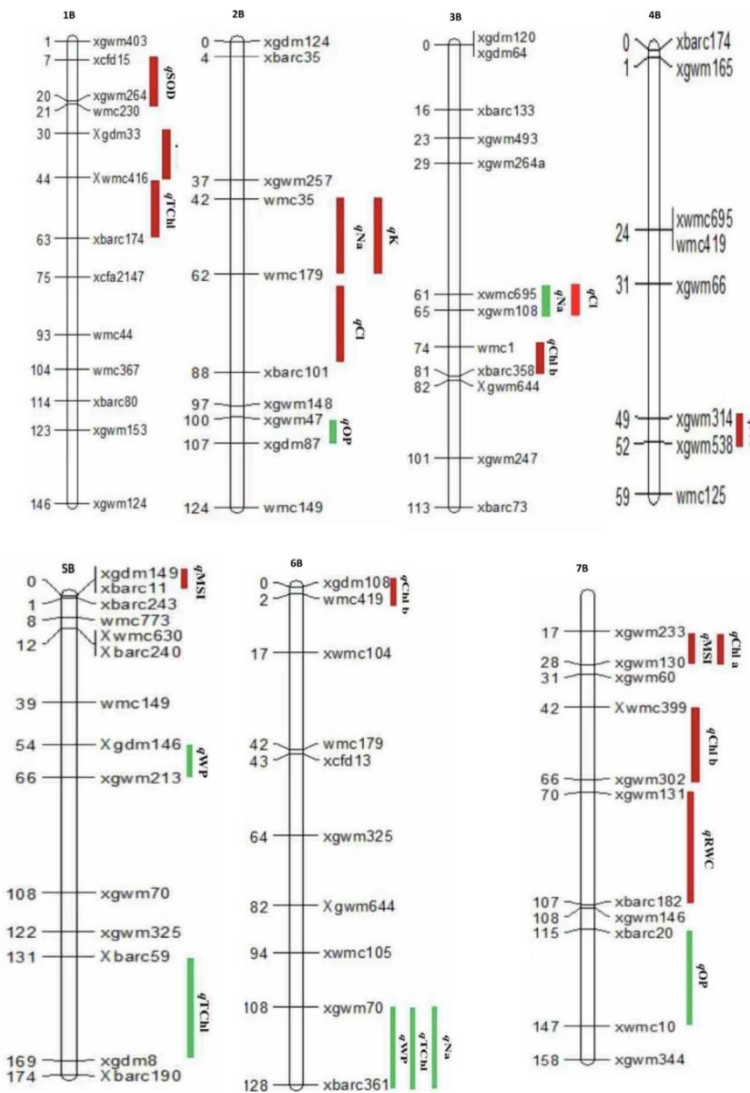 1B
1 xgwm403
7 xcfd15
20 xgwm264
21 wmc230
30 Xgdm33
44 Xwmc416
63 xbarc174
75 xcfa2147
93 wmc44
104 wmc367
114 xbarc80
123 xgwm153
146 xgwm124
qSOD
qTChl
2B
0 xgdm124
4 xbarc35
37 xgwm257
42 wmc35
62 wmc179
88 xbarc101
97 xgwm148
100 xgwm47
107 xgdm87
124 wmc149
qNa
qK
qCl
qOP
3B
0 xgdm120
xgdm64
16 xbarc133
23 xgwm493
29 xgwm264a
61 xwmc695
65 xgwm108
74 wmc1
81 xbarc358
82 Xgwm644
101 xgwm247
113 xbarc73
qNa
qCl
qChl b
4B
0 xbarc174
1 xgwm165
24 xwmc695
wmc419
31 xgwm66
49 xgwm314
52 xgwm538
59 wmc125
5B
0 xgdm149
xbarc11
1 xbarc243
8 wmc773
12 Xwmc630
Xbarc240
39 wmc149
54 Xgdm146
66 xgwm213
108 xgwm70
122 xgwm325
131 Xbarc59
169 xgdm8
174 Xbarc190
qMSI
qWP
qTChl
6B
0 xgdm108
2 wmc419
17 xwmc104
42 wmc179
43 xcfd13
64 xgwm325
82 Xgwm644
94 xwmc105
108 xgwm70
128 xbarc361
qChl b
qWP
qTChl
qNa
7B
17 xgwm233
28 xgwm130
31 xgwm60
42 Xwmc399
66 xgwm302
70 xgwm131
107 xbarc182
108 xgwm146
115 xbarc20
147 xwmc10
158 xgwm344
qMSI
qChl a
qChl b
qRWC
qOP